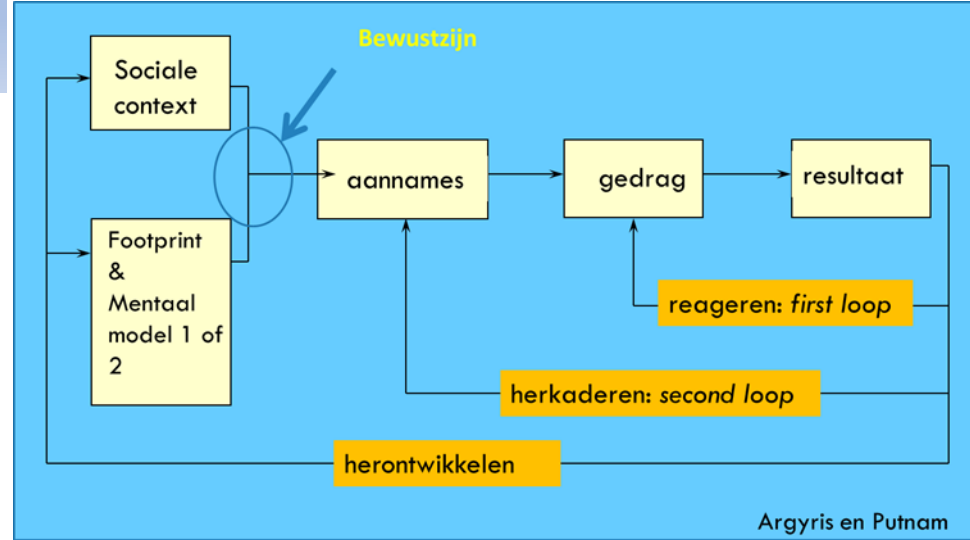 Bewustzijn
Sociale
context
Footprint
&
Mentaal
model 1 of
2
aannames
gedrag
resultaat
reageren: first loop
herkaderen: second loop
herontwikkelen
Argyris en Putnam